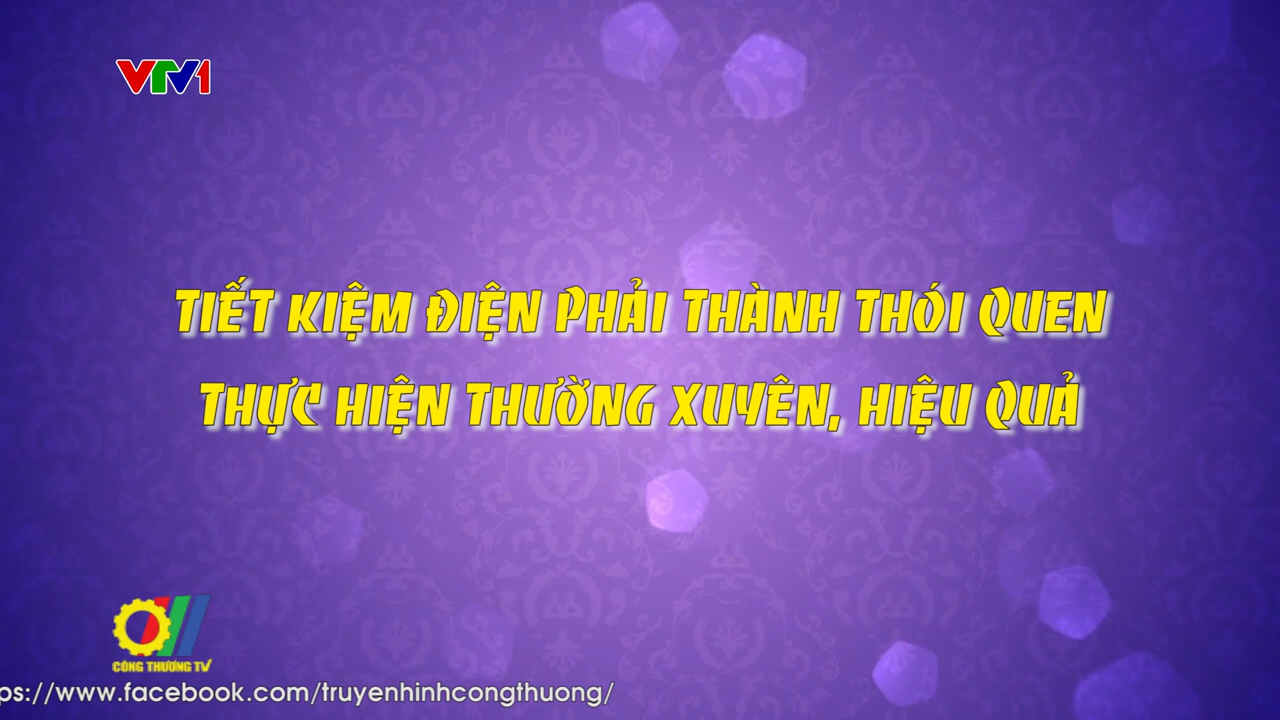 VTV1
TIẾT KIỆM ĐIỆN PHẢI THÀNH THÓI QUEN
THỰC HIỆN THƯỜNG XUYÊN, HIỆU QUẢ
CÔNG THƯƠNG TV
ps://www.facebook.com/truyenhinhcongthuong/